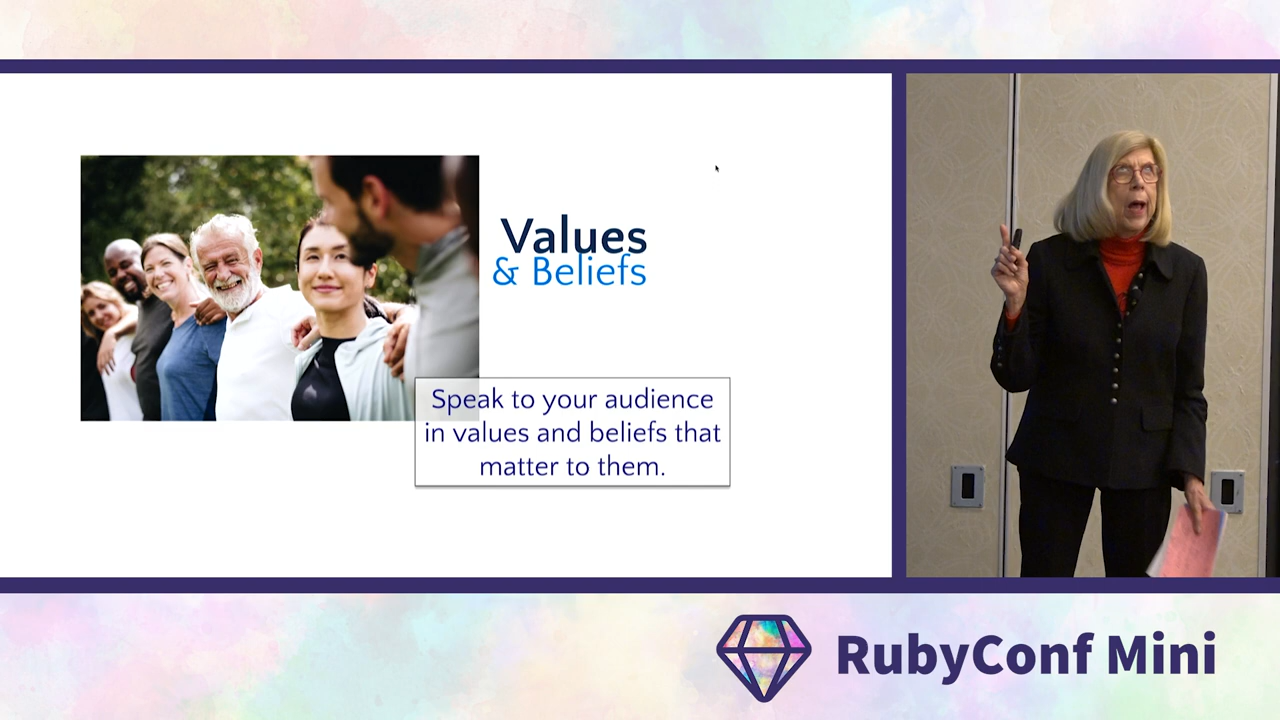 Values
& Beliefs
Speak to your audience
in values and beliefs that
matter to them.
RubyConf Mini